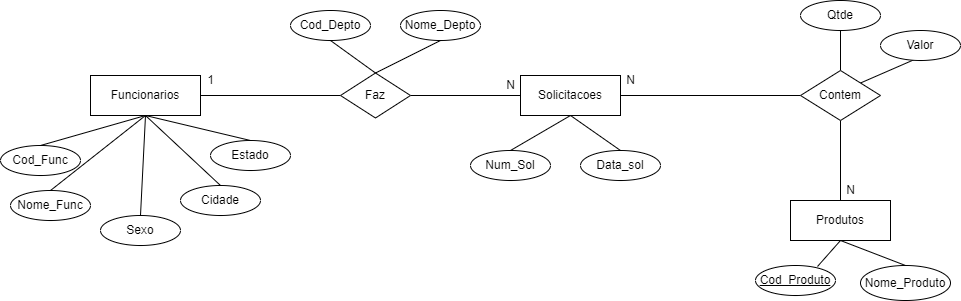 Qtde
Cod_Depto
Nome_Depto
Valor
1
N
N
Funcionarios
Faz
Solicitacoes
Contem
Cod_Func
Estado
Num_Sol
Data_sol
N
Nome_Func
Cidade
Sexo
Produtos
Cod_Produto
Nome_Produto